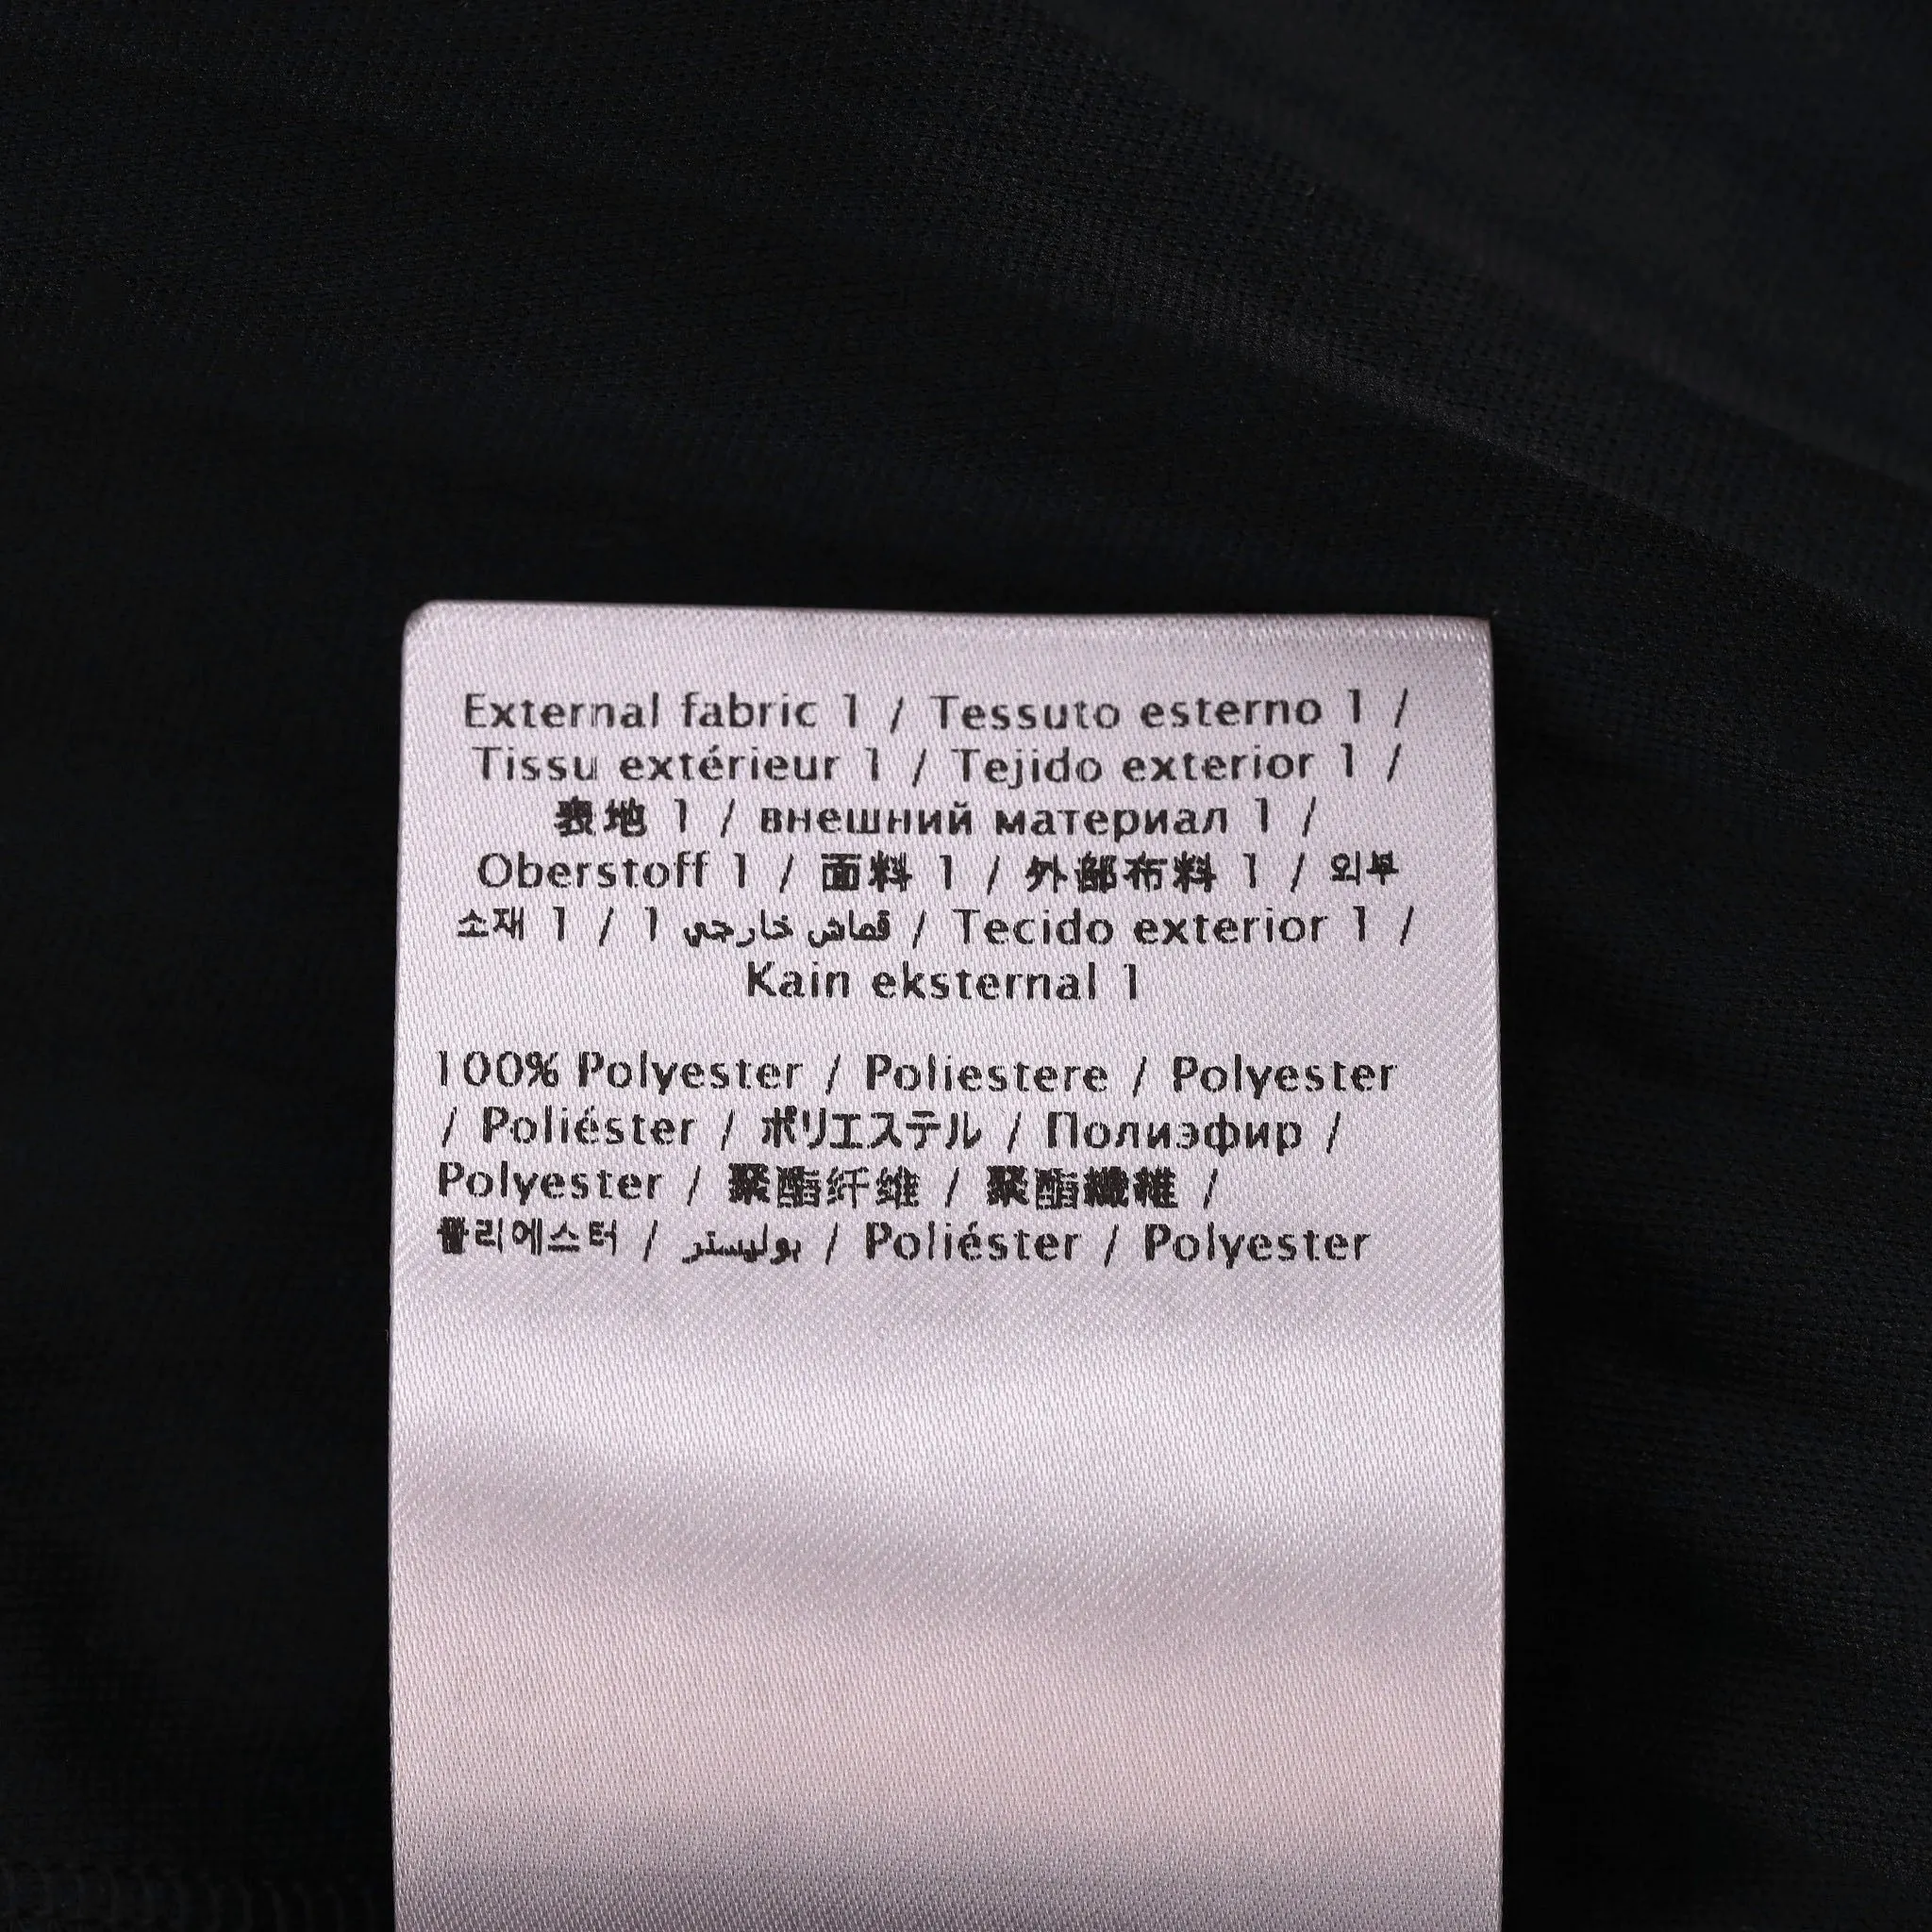 External fabric 1 / Tessuto esterno 1 /
Tissu extérieur 1 / Tejido exterior 1 /
表地 1 / внешний материал 1 /
Oberstoff 1 / 面料 1 / 外部布料 1 / 외부
소재 1 / 1 قماش خارجي / Tecido exterior 1 /
Kain eksternal 1
100% Polyester / Poliestere / Polyester
/ Poliéster / ポリエステル / Полиэфир /
Polyester / 聚酯纤维 / 聚酯纖維 /
폴리에스터 / بوليستر / Poliéster / Polyester